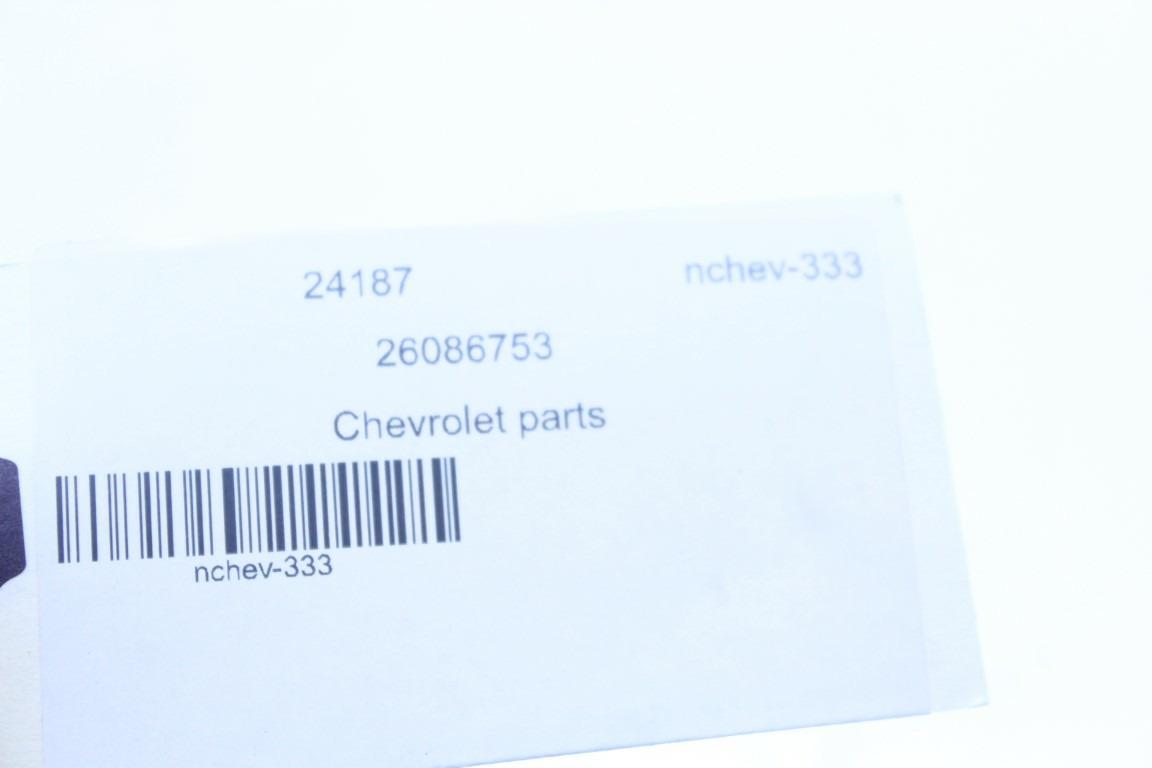 24187 nchev-333
26086753
Chevrolet parts
nchev-333